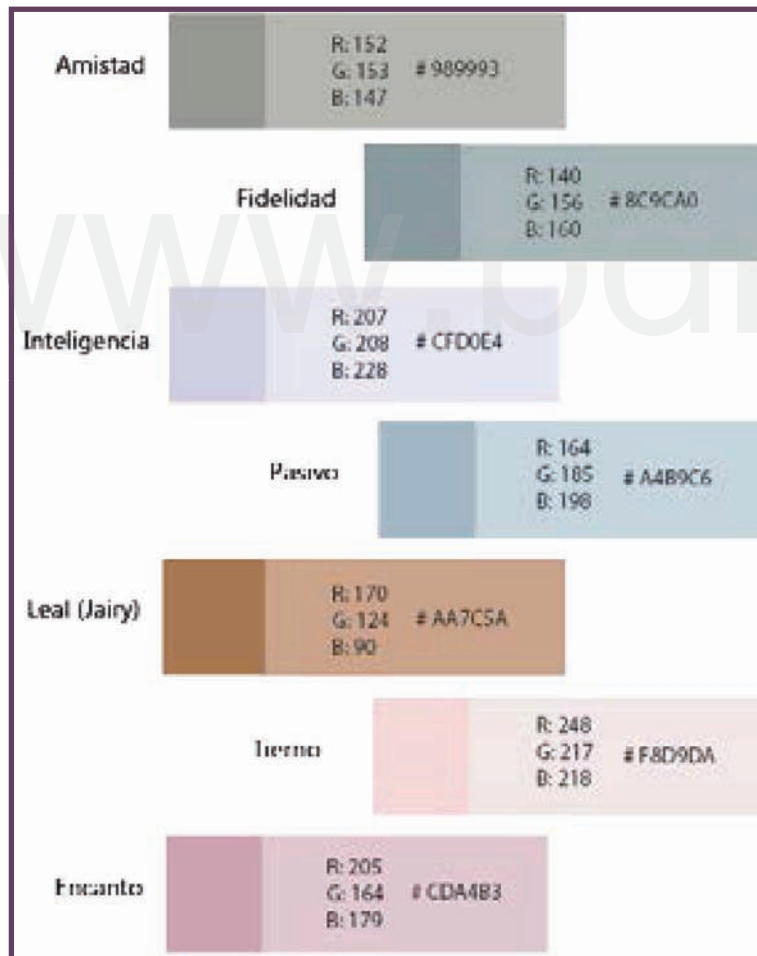 Amistad
R: 152
G: 153 # 989993
B: 147
Fidelidad
R: 140
G: 156 # 8C9CA0
B: 160
Inteligencia
R: 207
G: 208 # CFD0E4
B: 228
Pasivo
R: 164
G: 185 # A4B9C6
B: 198
Leal (Jairy)
R: 170
G: 124 # AA7C5A
B: 90
Tierno
R: 248
G: 217 # F8D9DA
B: 218
Encanto
R: 205
G: 164 # CDA4B3
B: 179